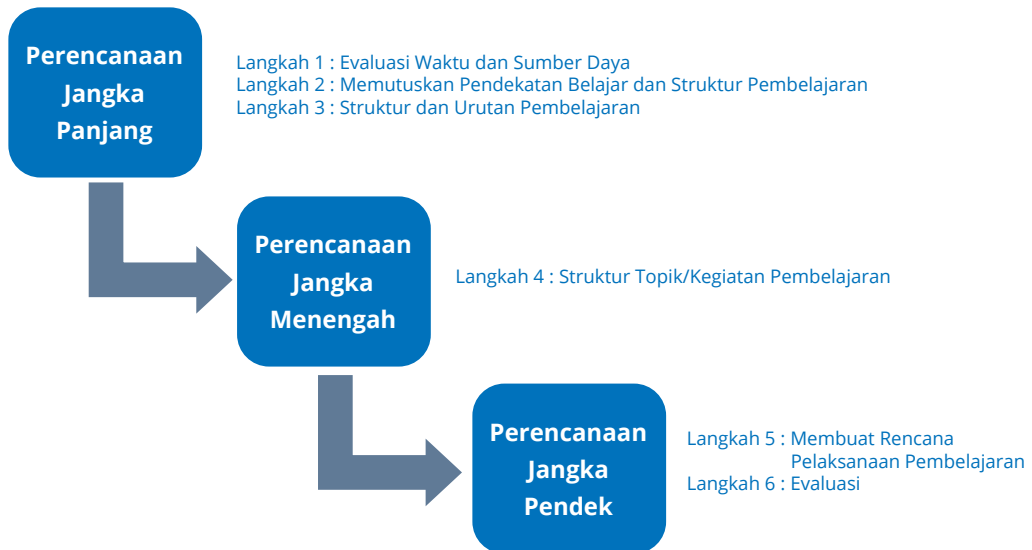 Perencanaan
Jangka
Panjang
Langkah 1 : Evaluasi Waktu dan Sumber Daya
Langkah 2 : Memutuskan Pendekatan Belajar dan Struktur Pembelajaran
Langkah 3 : Struktur dan Urutan Pembelajaran
Perencanaan
Jangka
Menengah
Langkah 4 : Struktur Topik/Kegiatan Pembelajaran
Perencanaan
Jangka
Pendek
Langkah 5 : Membuat Rencana
Pelaksanaan Pembelajaran
Langkah 6 : Evaluasi